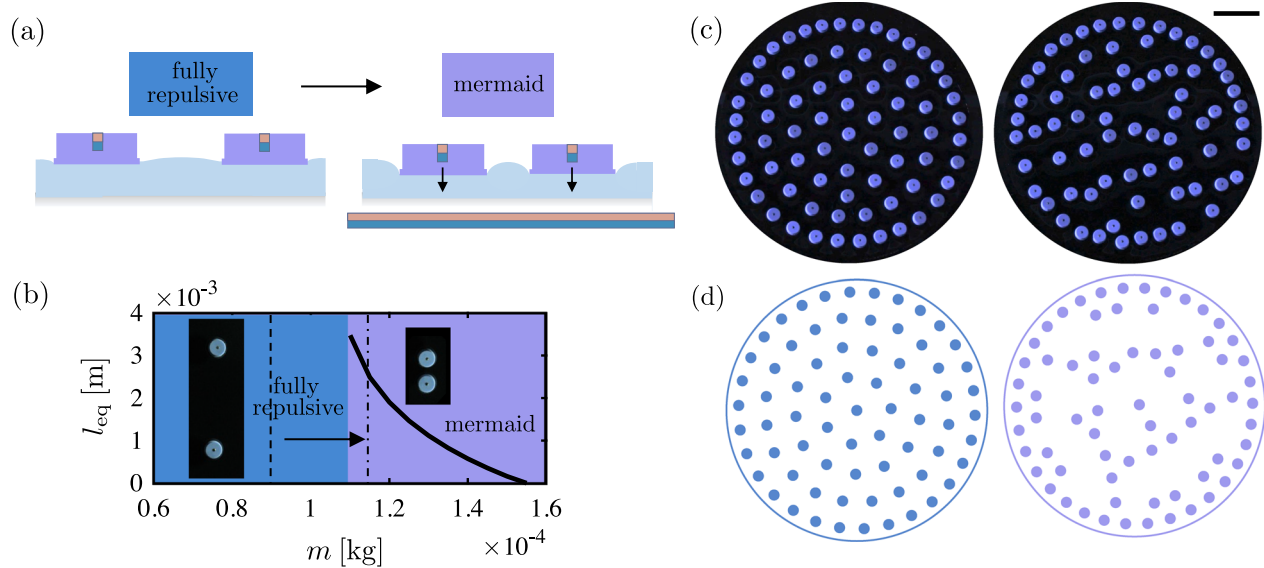 (a)
fully
repulsive
mermaid
(b)
×10⁻³
4
3
2
1
0
l_eq [m]
fully
repulsive
mermaid
0.6
0.8
1
1.2
1.4
1.6
m [kg]
×10⁻⁴
(c)
(d)